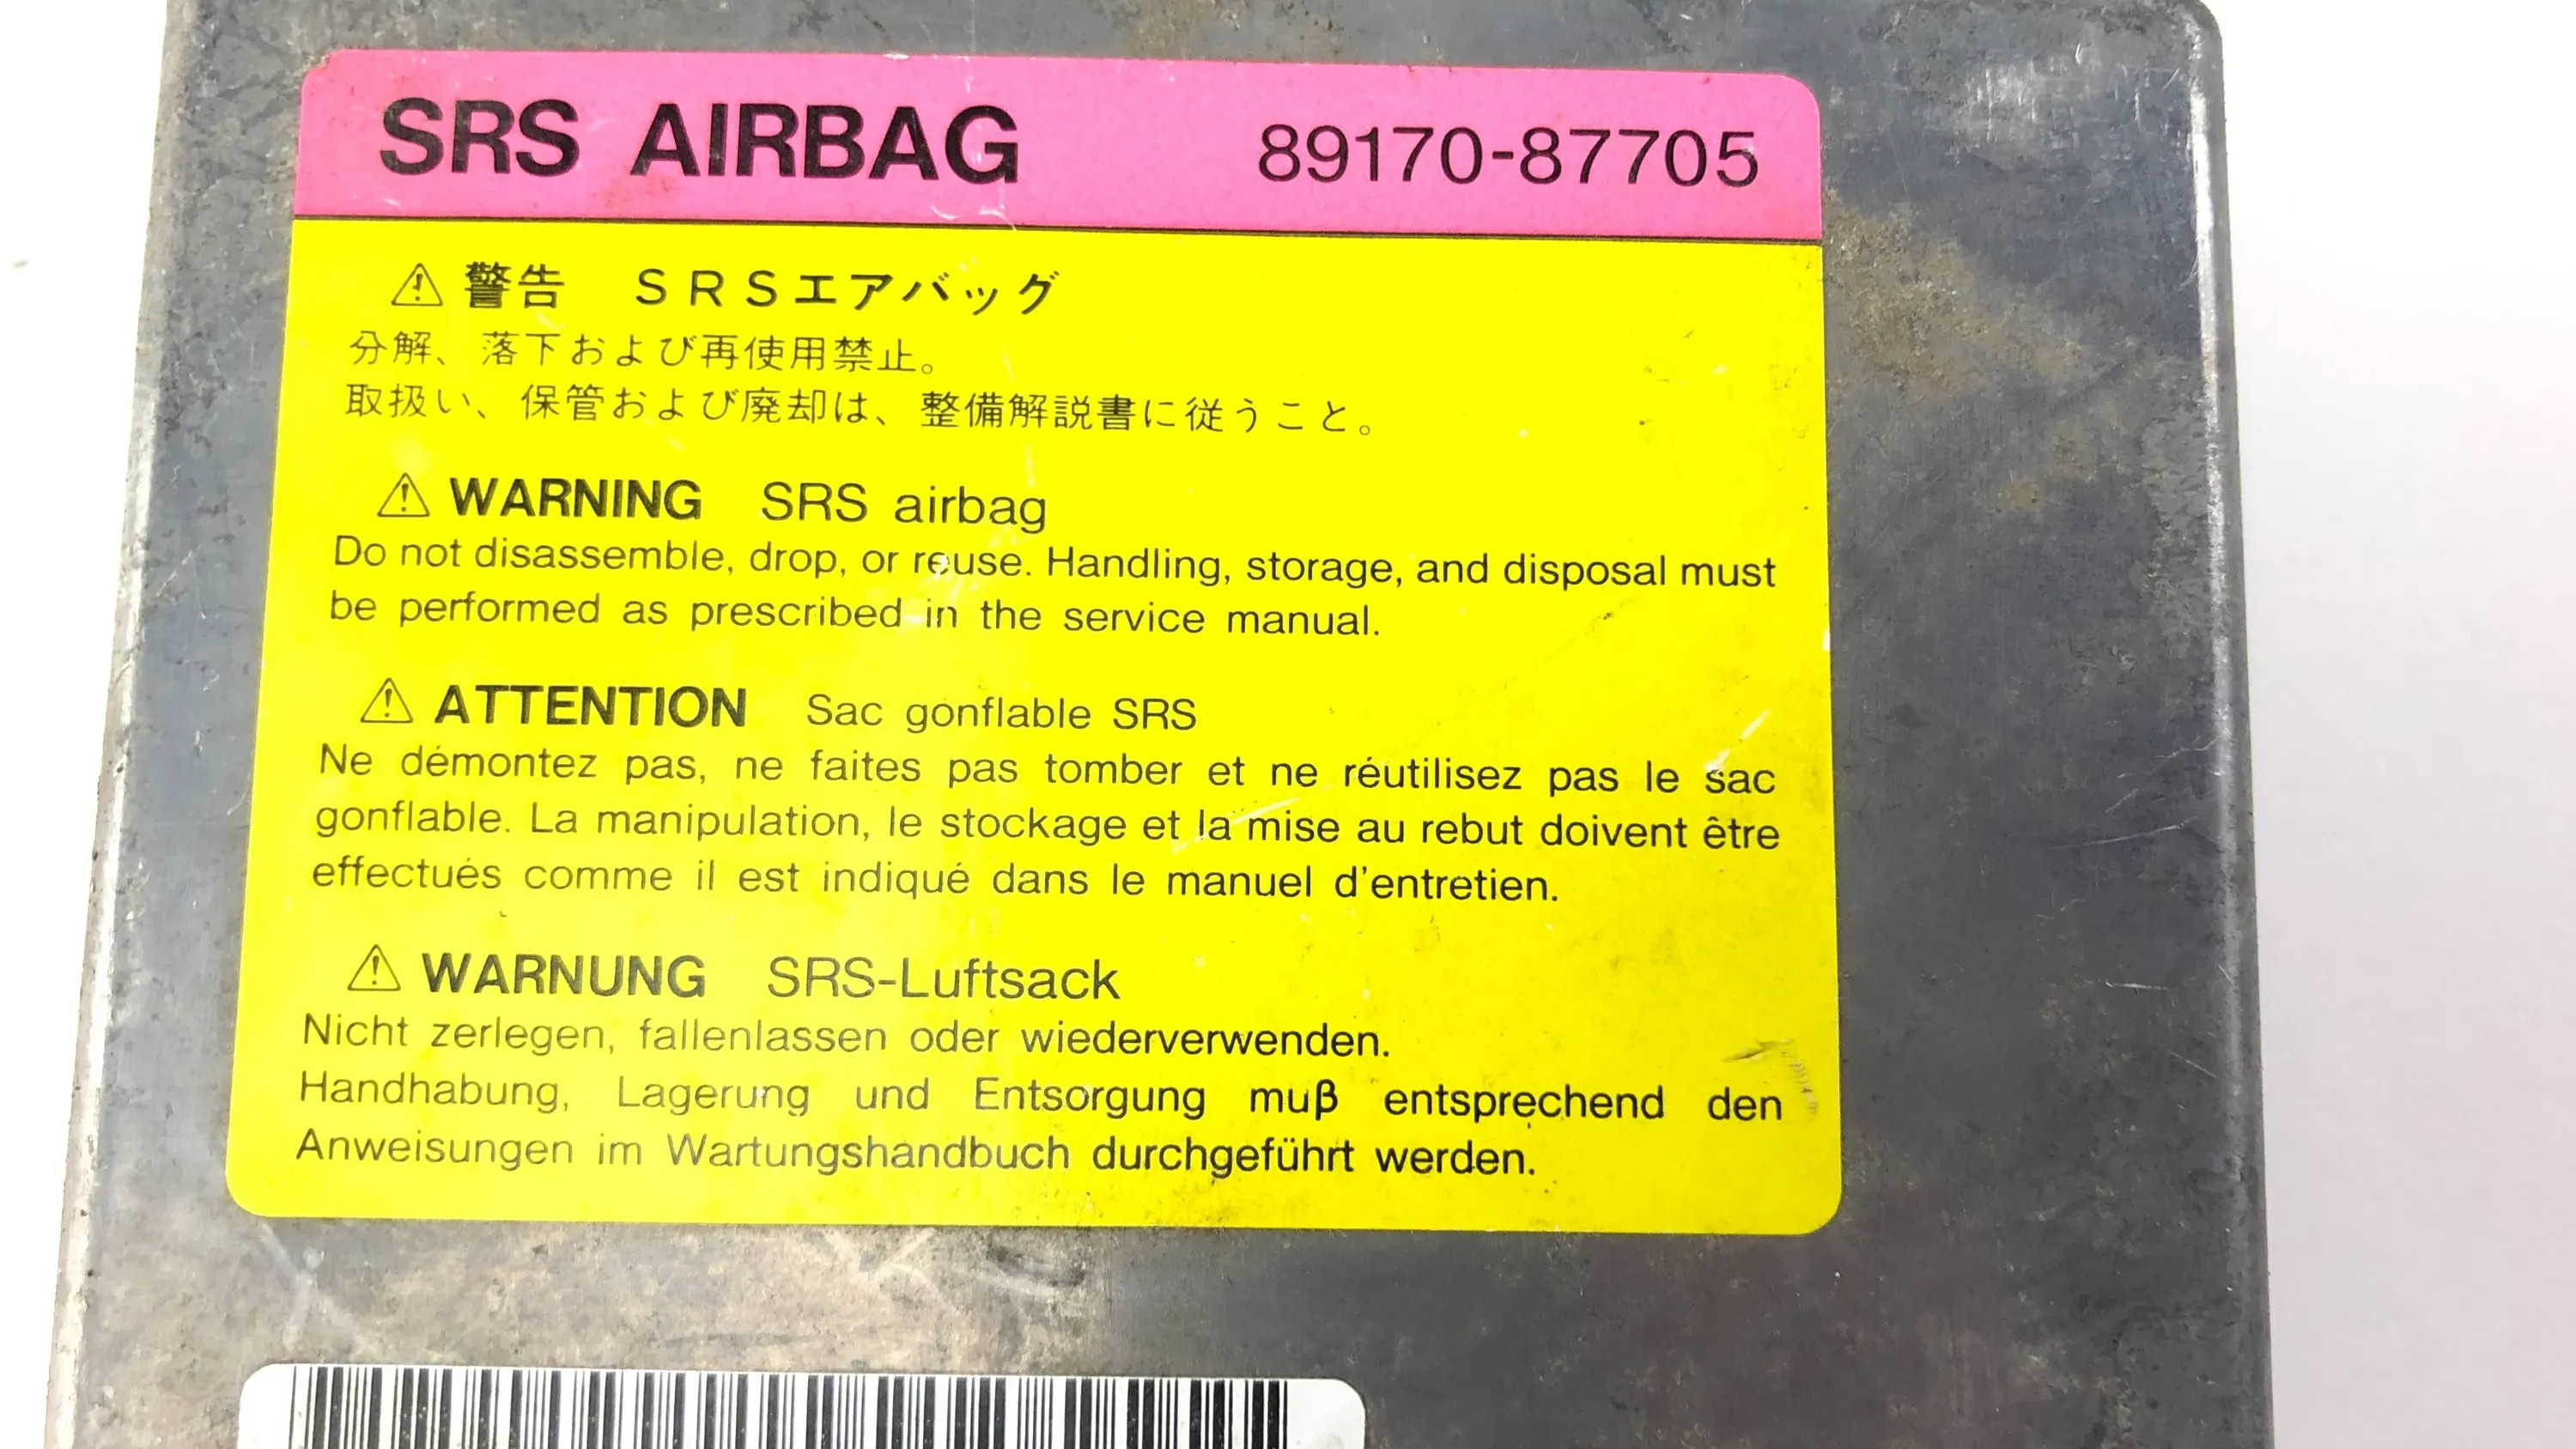 SRS AIRBAG 89170-87705
⚠ 警告 SRSエアバッグ
分解、落下および再使用禁止。
取扱い、保管および廃却は、整備解説書に従うこと。
⚠ WARNING SRS airbag
Do not disassemble, drop, or reuse. Handling, storage, and disposal must
be performed as prescribed in the service manual.
⚠ ATTENTION Sac gonflable SRS
Ne démontez pas, ne faites pas tomber et ne réutilisez pas le sac
gonflable. La manipulation, le stockage et la mise au rebut doivent être
effectués comme il est indiqué dans le manuel d'entretien.
⚠ WARNUNG SRS-Luftsack
Nicht zerlegen, fallenlassen oder wiederverwenden.
Handhabung, Lagerung und Entsorgung muβ entsprechend den
Anweisungen im Wartungshandbuch durchgeführt werden.